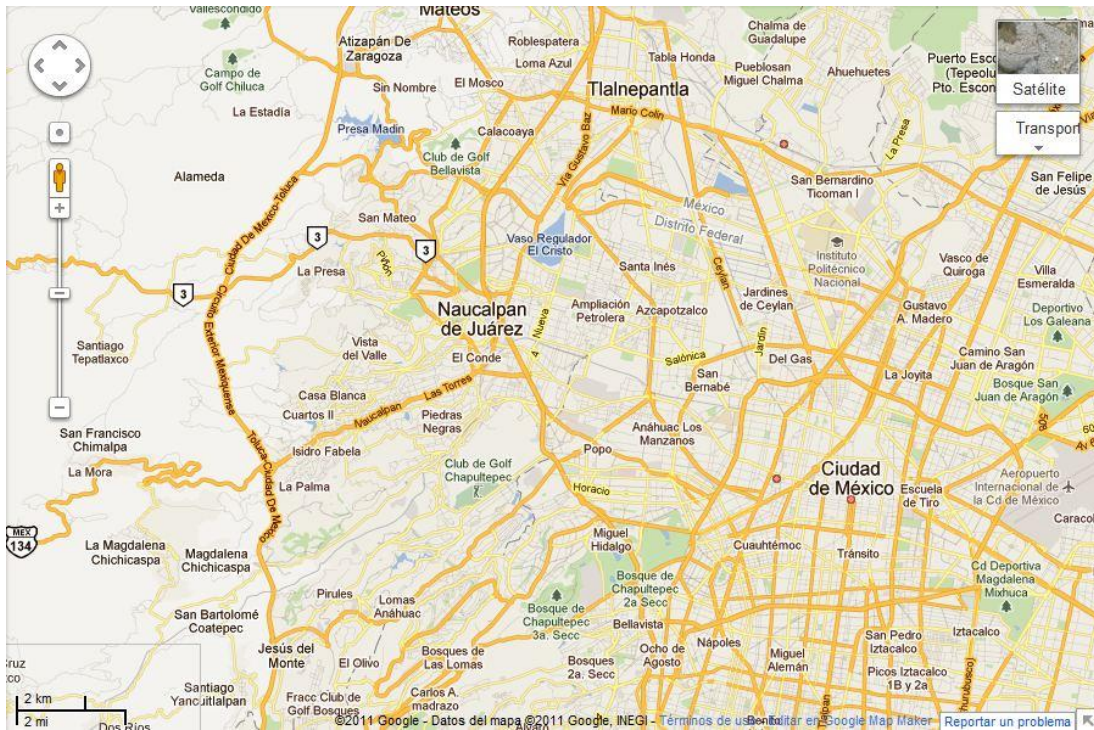 Vallescondido
Mateos
Roblespatera
Chalma de
Guadalupe
Atizapán De
Zaragoza
Loma Azul
Tabla Honda
Pueblosan
Miguel Chalma
Ahuehuetes
Puerto Esco
(Tepeolu
Pto. Escon
Satélite
Transport
Campo de
Golf Chiluca
Sin Nombre
El Mosco
Tlalnepantla
La Estadía
Presa Madin
Calacoaya
Mario Colín
Vía Gustavo Baz
La Presa
Club de Golf
Bellavista
Alameda
San Bernardino
Ticoman I
San Felipe
de Jesús
Ciudad De Mexico-Toluca
San Mateo
México
Distrito Federal
3
3
3
Vaso Regulador
El Cristo
Instituto
Politécnico
Nacional
Vasco de
Quiroga
Villa
Esmeralda
La Presa
Piñón
Santa Inés
Ceylan
Jardines
de Ceylan
Gustavo
A. Madero
Deportivo
Los Galeana
Naucalpan
de Juárez
4 Nueva
Ampliación
Petrolera
Azcapotzalco
Circuito Exterior Mexiquense
Santiago
Tepatlaxco
Vista
del Valle
El Conde
Salónica
Jardín
Del Gas
Camino San
Juan de Aragón
La Joyita
San
Bernabé
Bosque San
Juan de Aragón
Casa Blanca
Naucalpan
Las Torres
Cuartos II
Piedras
Negras
508
San Francisco
Chimalpa
Toluca-Ciudad De Mexico
Anáhuac Los
Manzanos
Isidro Fabela
Popo
La Mora
La Palma
Club de Golf
Chapultepec
Horacio
Ciudad
de México
Escuela
de Tiro
Aeropuerto
Internacional de
la Cd de México
Caracol
MEX
134
La Magdalena
Chichicaspa
Magdalena
Chichicaspa
Miguel
Hidalgo
Cuauhtémoc
Tránsito
Cd Deportiva
Magdalena
Mixhuca
Pirules
Lomas
Anáhuac
Bosque de
Chapultepec
2a Secc
Bosque de
Chapultepec
3a. Secc
San Bartolomé
Coatepec
Bellavista
Nápoles
San Pedro
Iztacalco
Iztacalco
Jesús del
Monte
El Olivo
Bosques de
Las Lomas
Ocho de
Agosto
Miguel
Alemán
Picos Iztacalco
1B y 2a
Bosques
2a. Secc
Santiago
Yancuitlalpan
Fracc Club de
Golf Bosques
Carlos A.
madrazo
2 km
2 mi
Dos Ríos
©2011 Google - Datos del mapa ©2011 Google, INEGI - Términos de uso
Editar en Google Map Maker
Reportar un problema